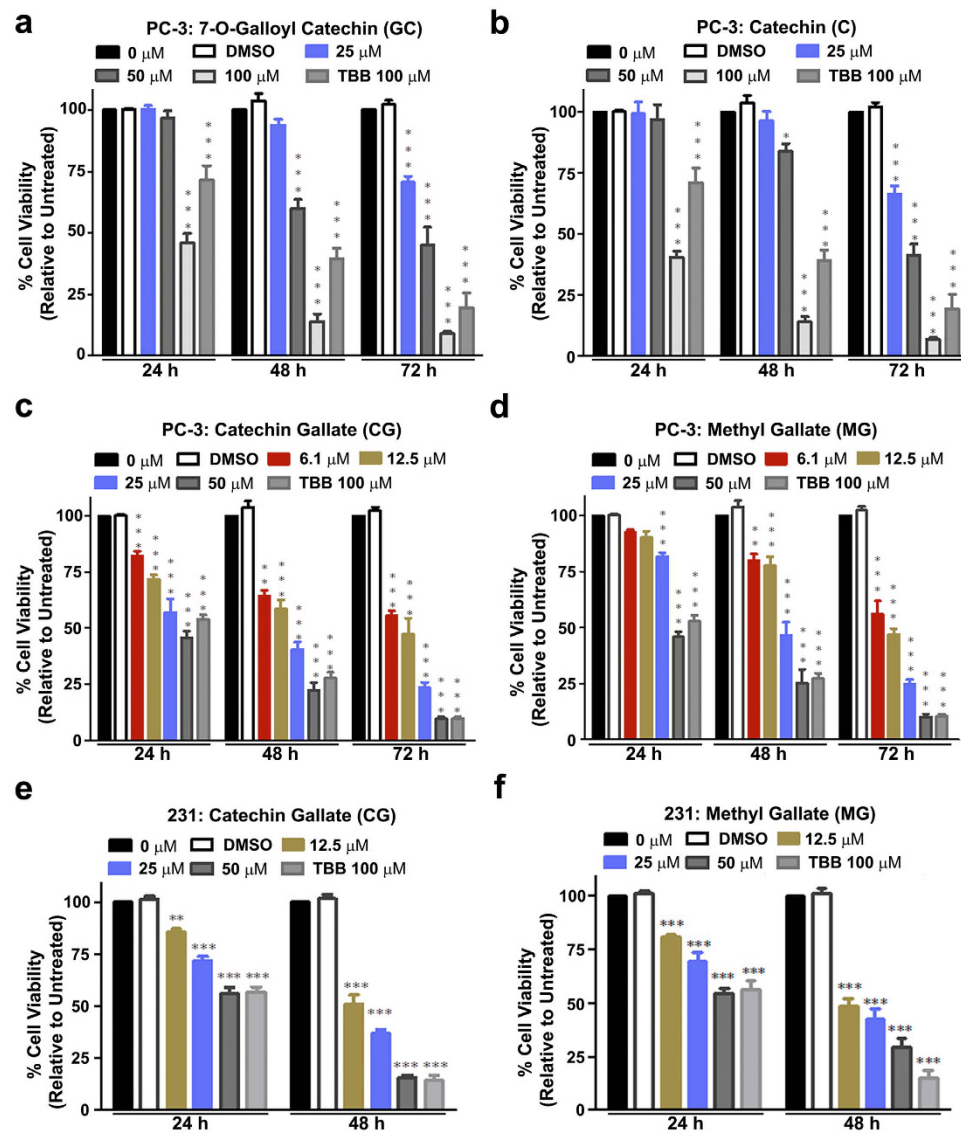 a
PC-3: 7-O-Galloyl Catechin (GC)
0 μM DMSO 25 μM
50 μM 100 μM TBB 100 μM
% Cell Viability
(Relative to Untreated)
100
75
50
25
0
***
***
***
***
***
***
***
***
***
24 h 48 h 72 h
b
PC-3: Catechin (C)
0 μM DMSO 25 μM
50 μM 100 μM TBB 100 μM
% Cell Viability
(Relative to Untreated)
100
75
50
25
0
***
***
*
***
***
***
***
***
***
24 h 48 h 72 h
c
PC-3: Catechin Gallate (CG)
0 μM DMSO 6.1 μM 12.5 μM
25 μM 50 μM TBB 100 μM
% Cell Viability
(Relative to Untreated)
100
75
50
25
0
24 h 48 h 72 h
d
PC-3: Methyl Gallate (MG)
0 μM DMSO 6.1 μM 12.5 μM
25 μM 50 μM TBB 100 μM
% Cell Viability
(Relative to Untreated)
100
75
50
25
0
24 h 48 h 72 h
e
231: Catechin Gallate (CG)
0 μM DMSO 12.5 μM
25 μM 50 μM TBB 100 μM
% Cell Viability
(Relative to Untreated)
100
75
50
25
0
** *** *** ***
*** *** *** ***
24 h 48 h
f
231: Methyl Gallate (MG)
0 μM DMSO 12.5 μM
25 μM 50 μM TBB 100 μM
% Cell Viability
(Relative to Untreated)
100
75
50
25
0
*** *** *** ***
*** *** *** ***
24 h 48 h